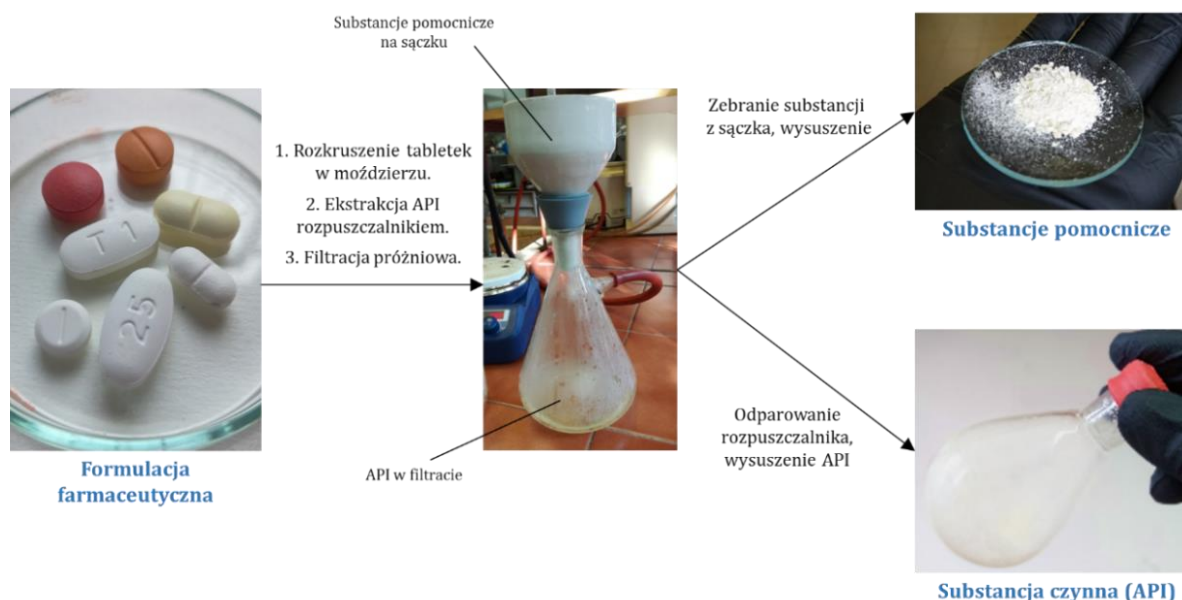 Substancje pomocnicze
na sączku
1. Rozkruszenie tabletek
w moździerzu.
2. Ekstrakcja API
rozpuszczalnikiem.
3. Filtracja próżniowa.
T 1
25
Formulacja
farmaceutyczna
API w filtracie
Zebranie substancji
z sączka, wysuszenie
Substancje pomocnicze
Odparowanie
rozpuszczalnika,
wysuszenie API
Substancja czynna (API)